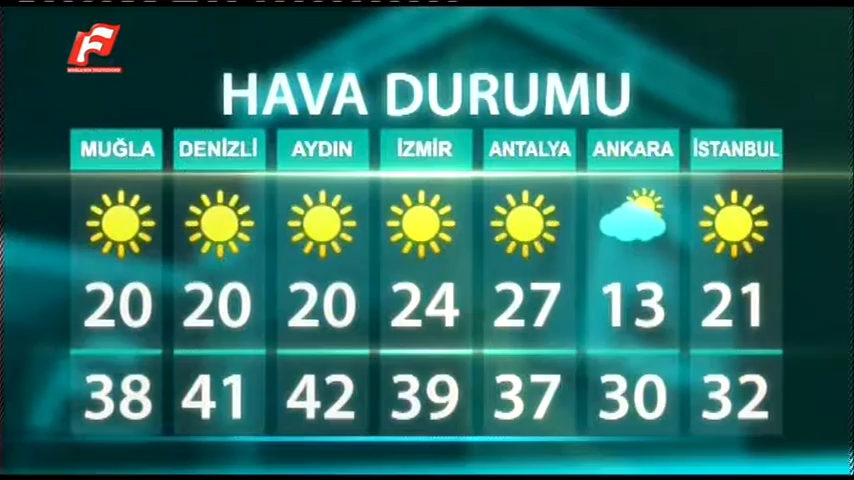 HAVA DURUMU
MUĞLA DENİZLİ AYDIN İZMİR ANTALYA ANKARA İSTANBUL
20 20 20 24 27 13 21
38 41 42 39 37 30 32